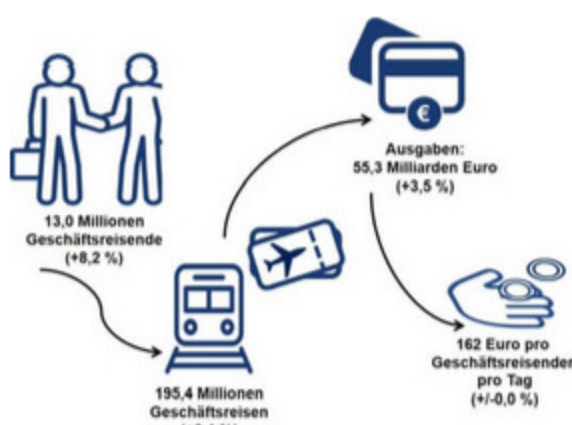 13,0 Millionen
Geschäftsreisende
(+8,2 %)
195,4 Millionen
Geschäftsreisen
€
Ausgaben:
55,3 Milliarden Euro
(+3,5 %)
162 Euro pro
Geschäftsreisender
pro Tag
(+/-0,0 %)